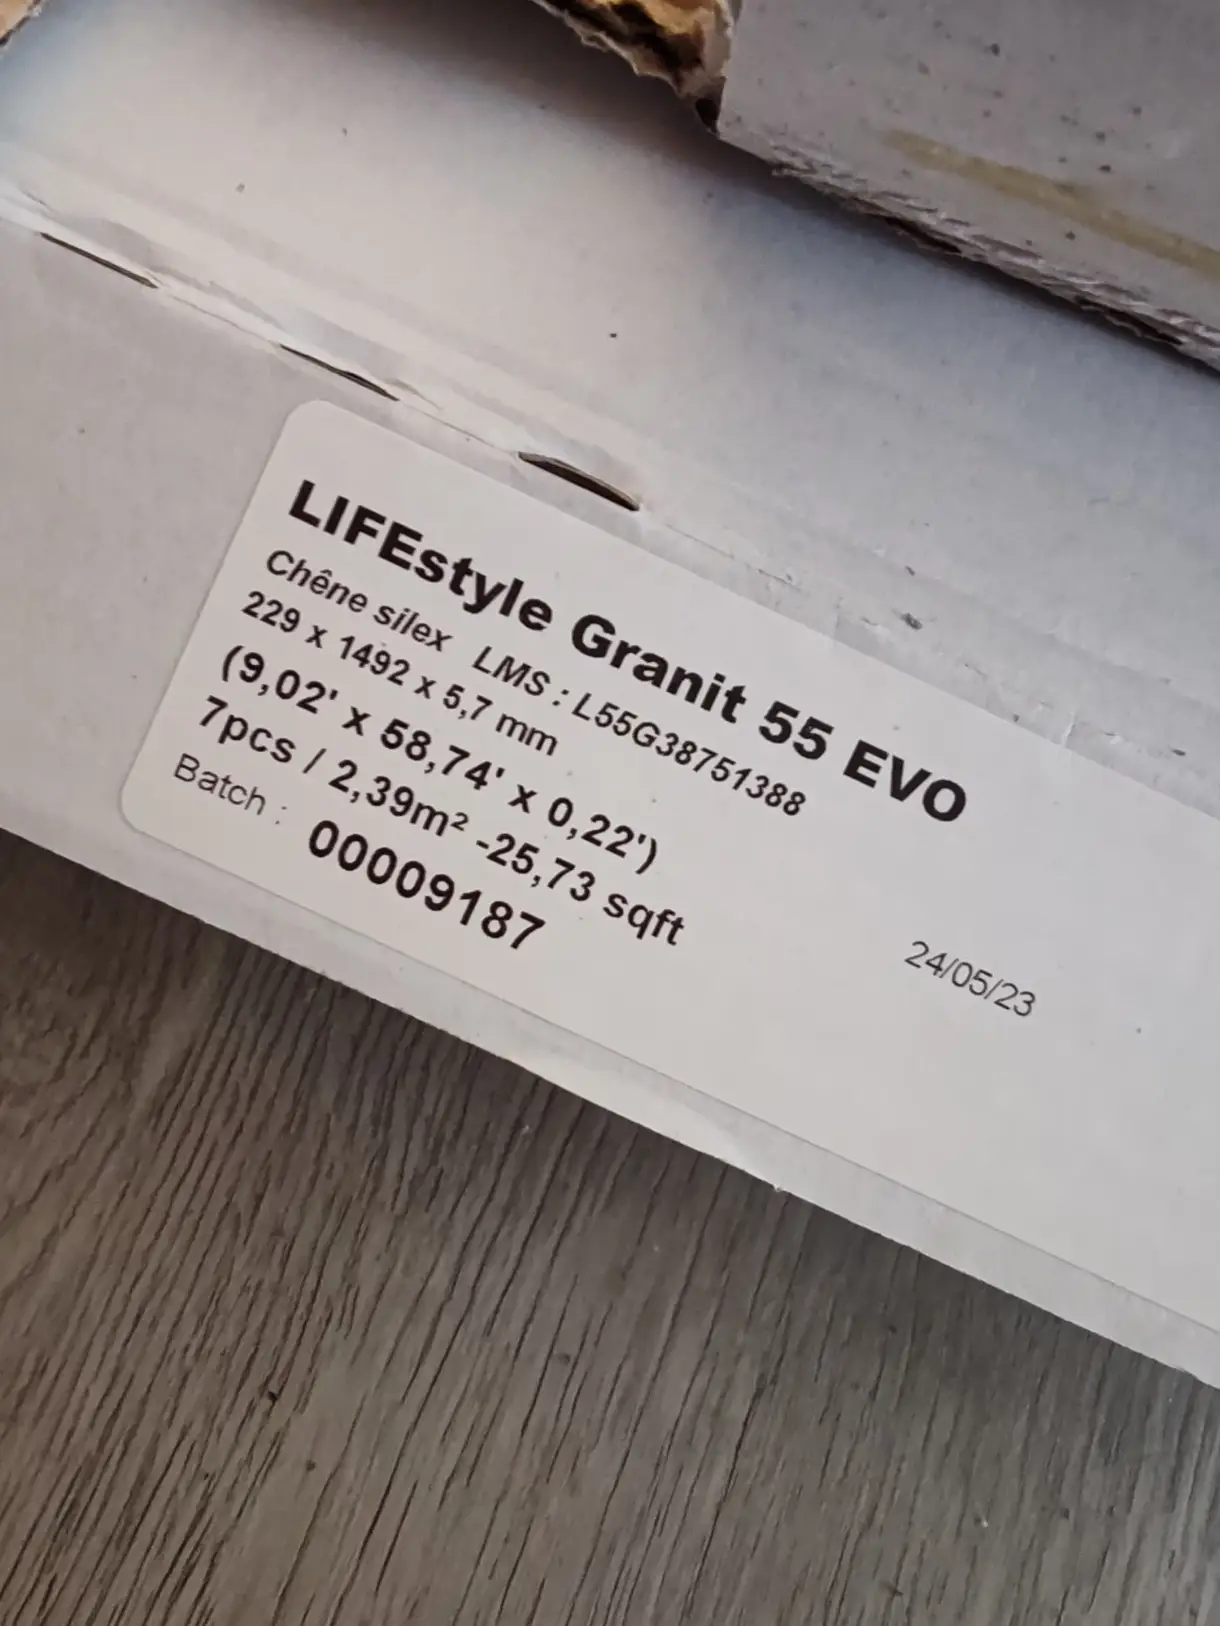 LIFEstyle Granit 55 EVO
Chêne silex LMS : L55G38751388
229 x 1492 x 5,7 mm
(9,02' x 58,74' x 0,22')
7pcs / 2,39m² -25,73 sqft
Batch : 00009187
24/05/23